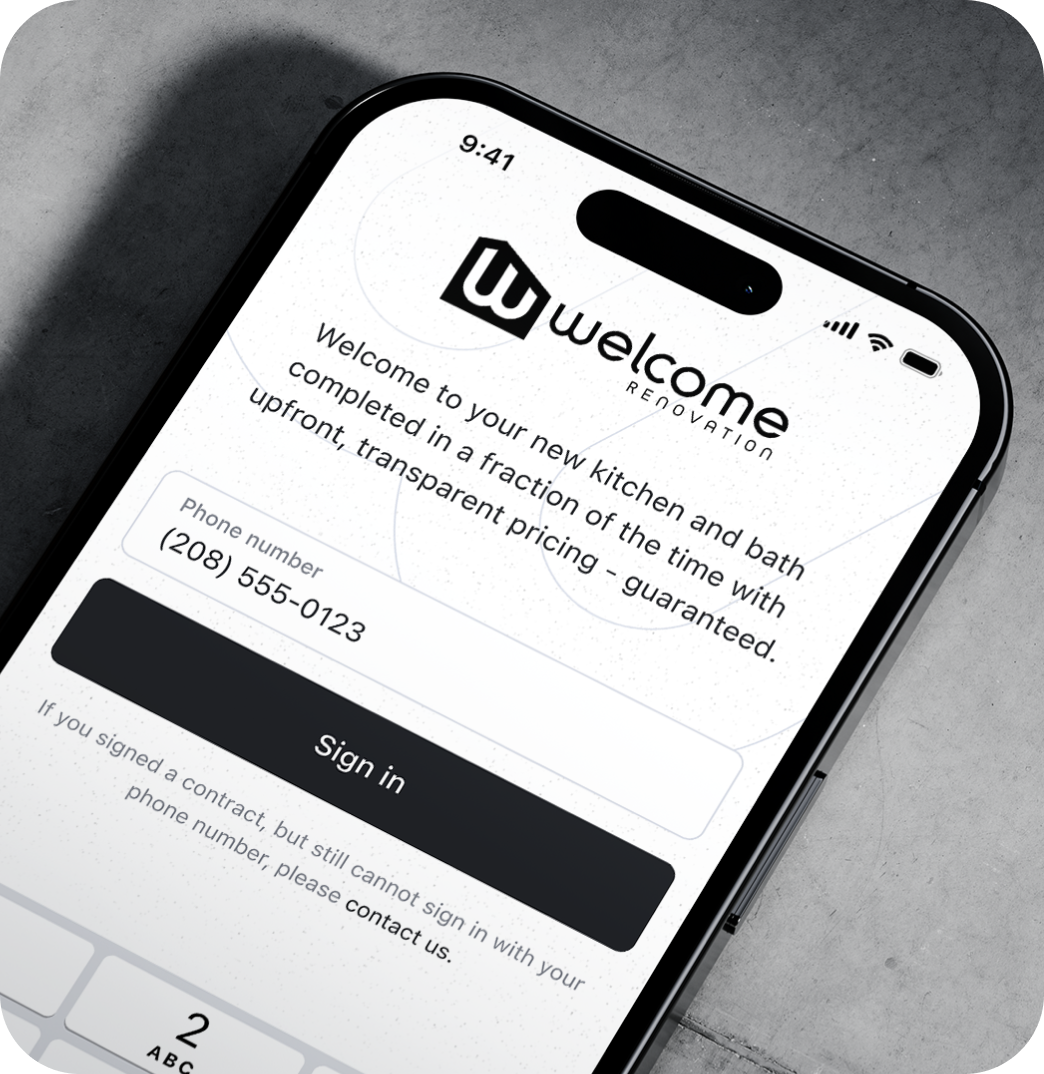 9:41
welcome
RENOVATION
Welcome to your new kitchen and bath
completed in a fraction of the time with
upfront, transparent pricing - guaranteed.
Phone number
(208) 555-0123
Sign in
If you signed a contract, but still cannot sign in with your
phone number, please contact us.
2
ABC